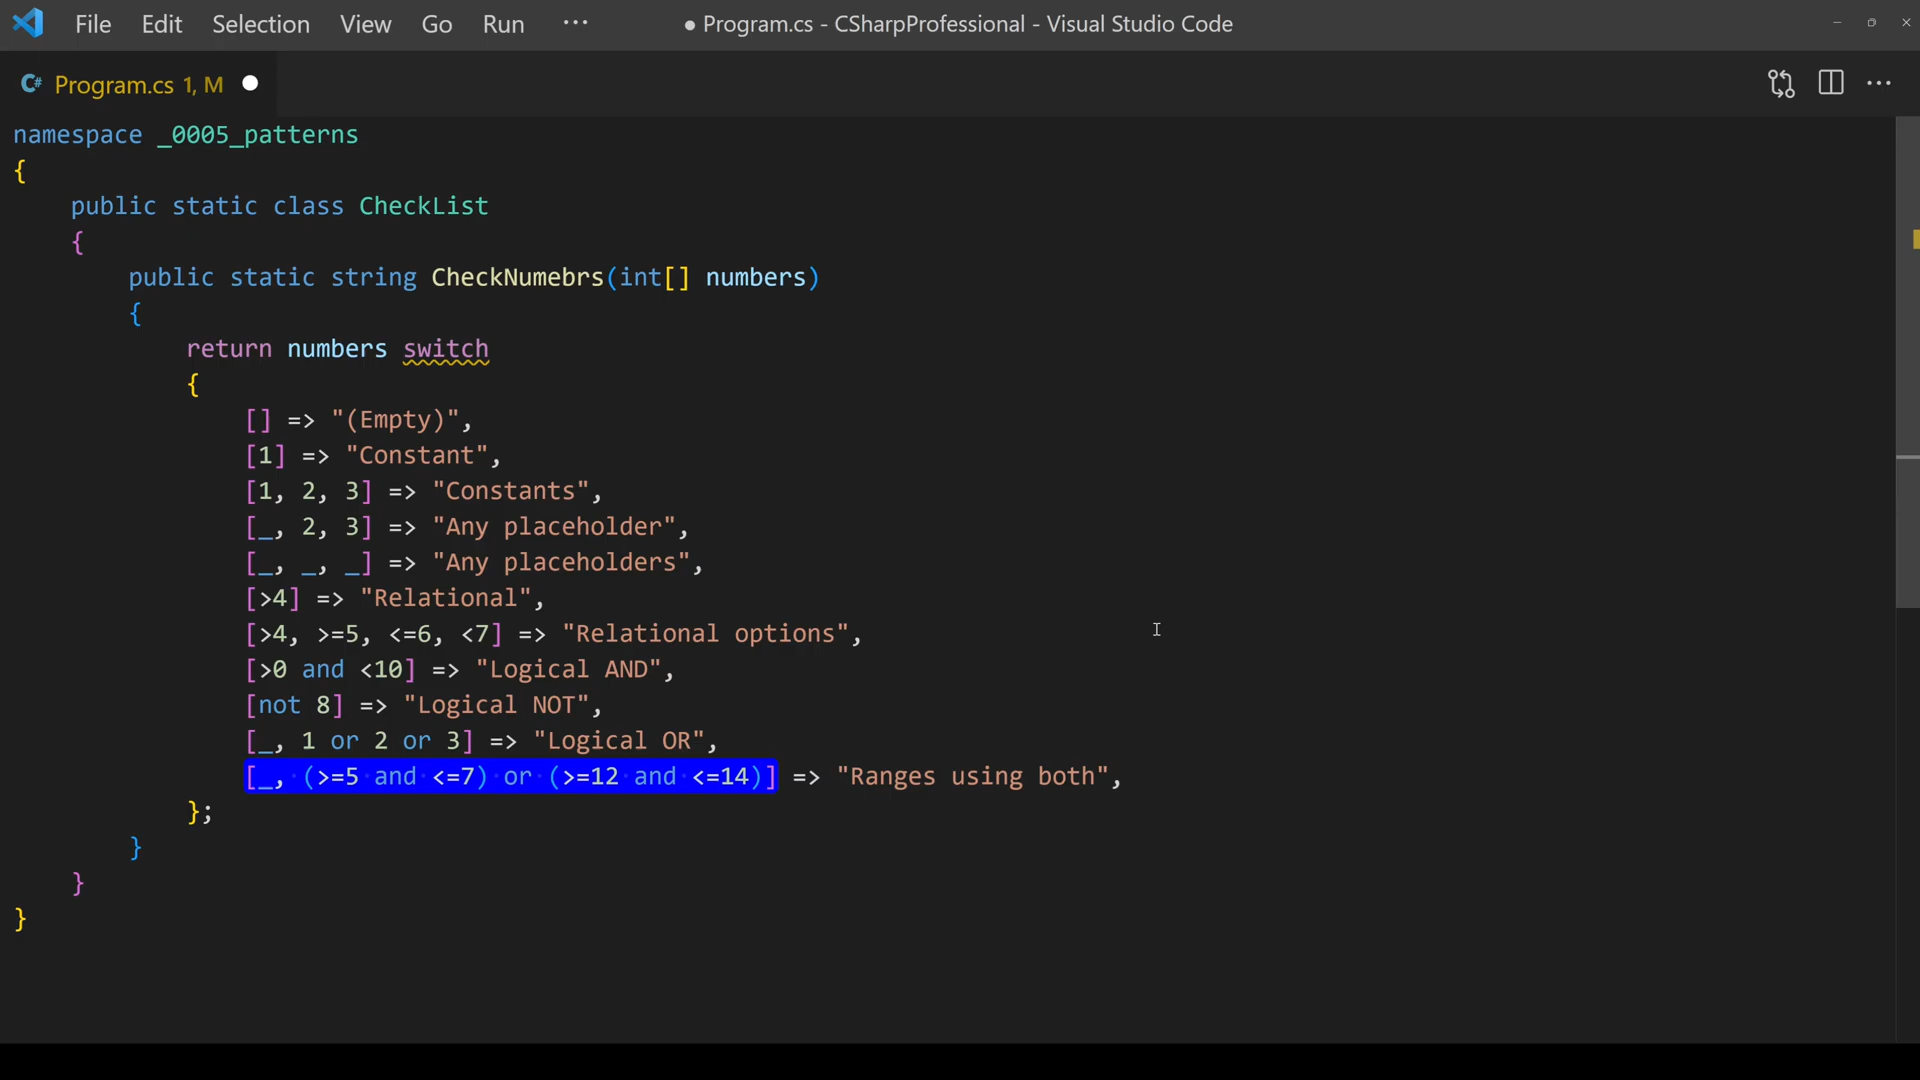 File Edit Selection View Go Run ··· ● Program.cs - CSharpProfessional - Visual Studio Code
C# Program.cs 1, M
namespace _0005_patterns
{
public static class CheckList
{
public static string CheckNumebrs(int[] numbers)
{
return numbers switch
{
[] => "(Empty)",
[1] => "Constant",
[1, 2, 3] => "Constants",
[_, 2, 3] => "Any placeholder",
[_, _, _] => "Any placeholders",
[>4] => "Relational",
[>4, >=5, <=6, <7] => "Relational options",
[>0 and <10] => "Logical AND",
[not 8] => "Logical NOT",
[_, 1 or 2 or 3] => "Logical OR",
[_, (>=5 and <=7) or (>=12 and <=14)] => "Ranges using both",
};
}
}
}